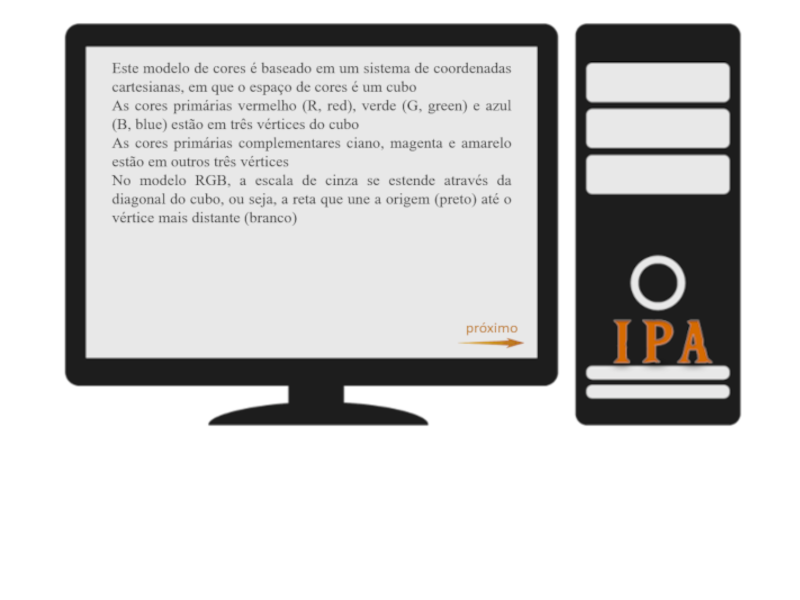 Este modelo de cores é baseado em um sistema de coordenadas
cartesianas, em que o espaço de cores é um cubo
As cores primárias vermelho (R, red), verde (G, green) e azul
(B, blue) estão em três vértices do cubo
As cores primárias complementares ciano, magenta e amarelo
estão em outros três vértices
No modelo RGB, a escala de cinza se estende através da
diagonal do cubo, ou seja, a reta que une a origem (preto) até o
vértice mais distante (branco)
próximo
IPA